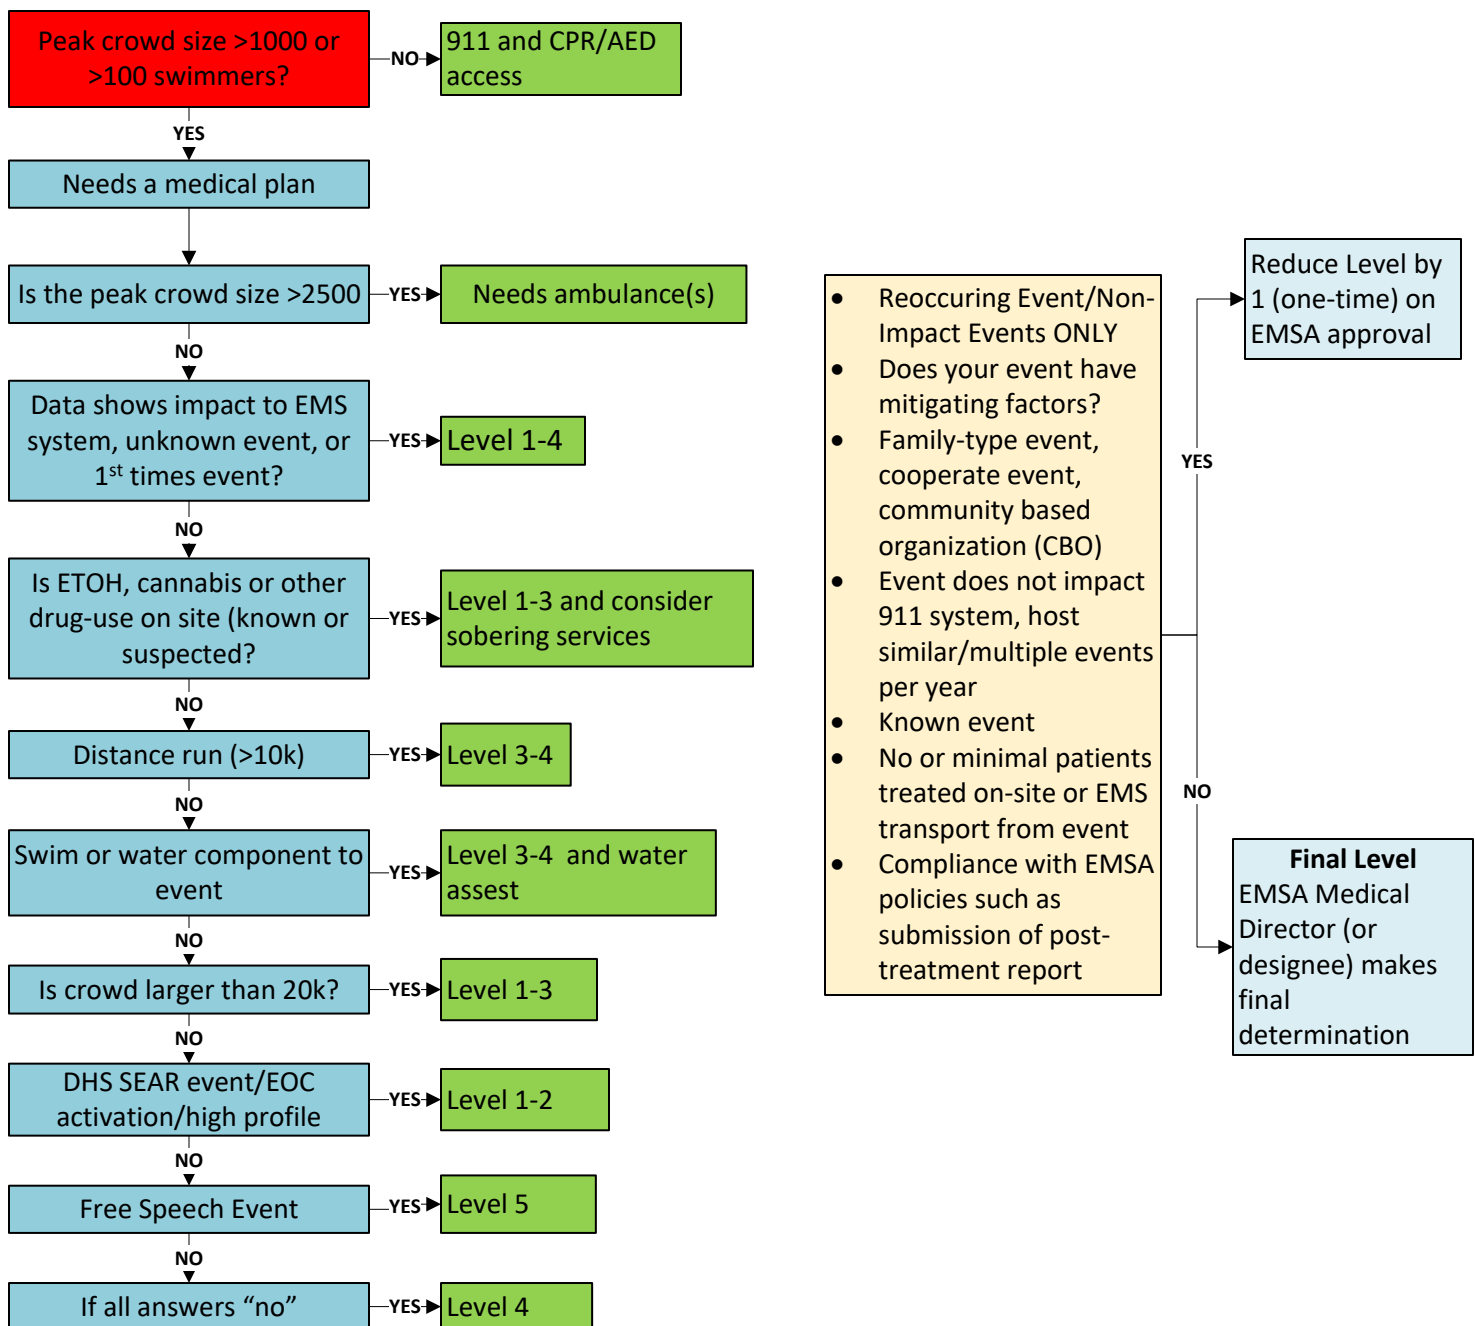 Peak crowd size >1000 or
>100 swimmers?
NO
911 and CPR/AED
access
YES
Needs a medical plan
Is the peak crowd size >2500
YES
Needs ambulance(s)
NO
Data shows impact to EMS
system, unknown event, or
1st times event?
YES
Level 1-4
NO
Is ETOH, cannabis or other
drug-use on site (known or
suspected?
YES
Level 1-3 and consider
sobering services
NO
Distance run (>10k)
YES
Level 3-4
NO
Swim or water component to
event
YES
Level 3-4 and water
assest
NO
Is crowd larger than 20k?
YES
Level 1-3
NO
DHS SEAR event/EOC
activation/high profile
YES
Level 1-2
NO
Free Speech Event
YES
Level 5
NO
If all answers “no”
YES
Level 4
• Reoccuring Event/Non-
Impact Events ONLY
• Does your event have
mitigating factors?
• Family-type event,
cooperate event,
community based
organization (CBO)
• Event does not impact
911 system, host
similar/multiple events
per year
• Known event
• No or minimal patients
treated on-site or EMS
transport from event
• Compliance with EMSA
policies such as
submission of post-
treatment report
YES
Reduce Level by
1 (one-time) on
EMSA approval
NO
Final Level
EMSA Medical
Director (or
designee) makes
final
determination